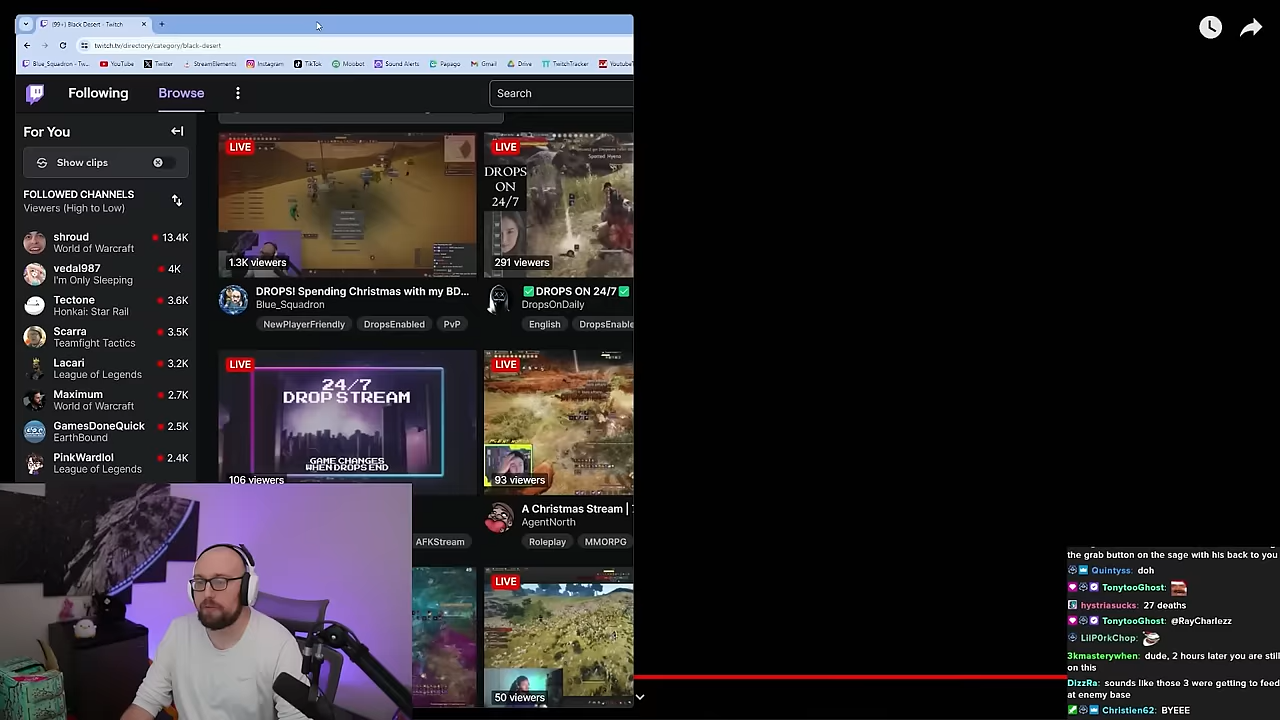 (99+) Black Desert - Twitch
twitch.tv/directory/category/black-desert
Blue_Squadron - Tw...
YouTube
Twitter
StreamElements
Instagram
TikTok
Moobot
Sound Alerts
Papago
Gmail
Drive
TwitchTracker
YouTube
Following
Browse
Search
For You
Show clips
FOLLOWED CHANNELS
Viewers (High to Low)
shroud
13.4K
World of Warcraft
vedal987
I'm Only Sleeping
Tectone
3.6K
Honkai: Star Rail
Scarra
3.5K
Teamfight Tactics
Lacari
3.2K
League of Legends
Maximum
2.7K
World of Warcraft
GamesDoneQuick
2.5K
EarthBound
PinkWardlol
2.4K
League of Legends
LIVE
1.3K viewers
DROPS! Spending Christmas with my BD...
Blue_Squadron
NewPlayerFriendly
DropsEnabled
PvP
LIVE
DROPS
ON
24/7
Spotted Hyena
291 viewers
DROPS ON 24/7
DropsOnDaily
English
DropsEnable
LIVE
24/7
DROP STREAM
GAME CHANGES
WHEN DROPS END
106 viewers
AFKStream
LIVE
93 viewers
A Christmas Stream |
AgentNorth
Roleplay
MMORPG
LIVE
50 viewers
the grab button on the sage with his back to you
Quintyss: doh
TonytooGhost:
hystriasucks: 27 deaths
TonytooGhost: @RayCharlezz
LilP0rkChop:
3kmasterywhen: dude, 2 hours later you are still
on this
DIzzRa: sounds like those 3 were getting to feed
at enemy base
Christien62: BYEEE